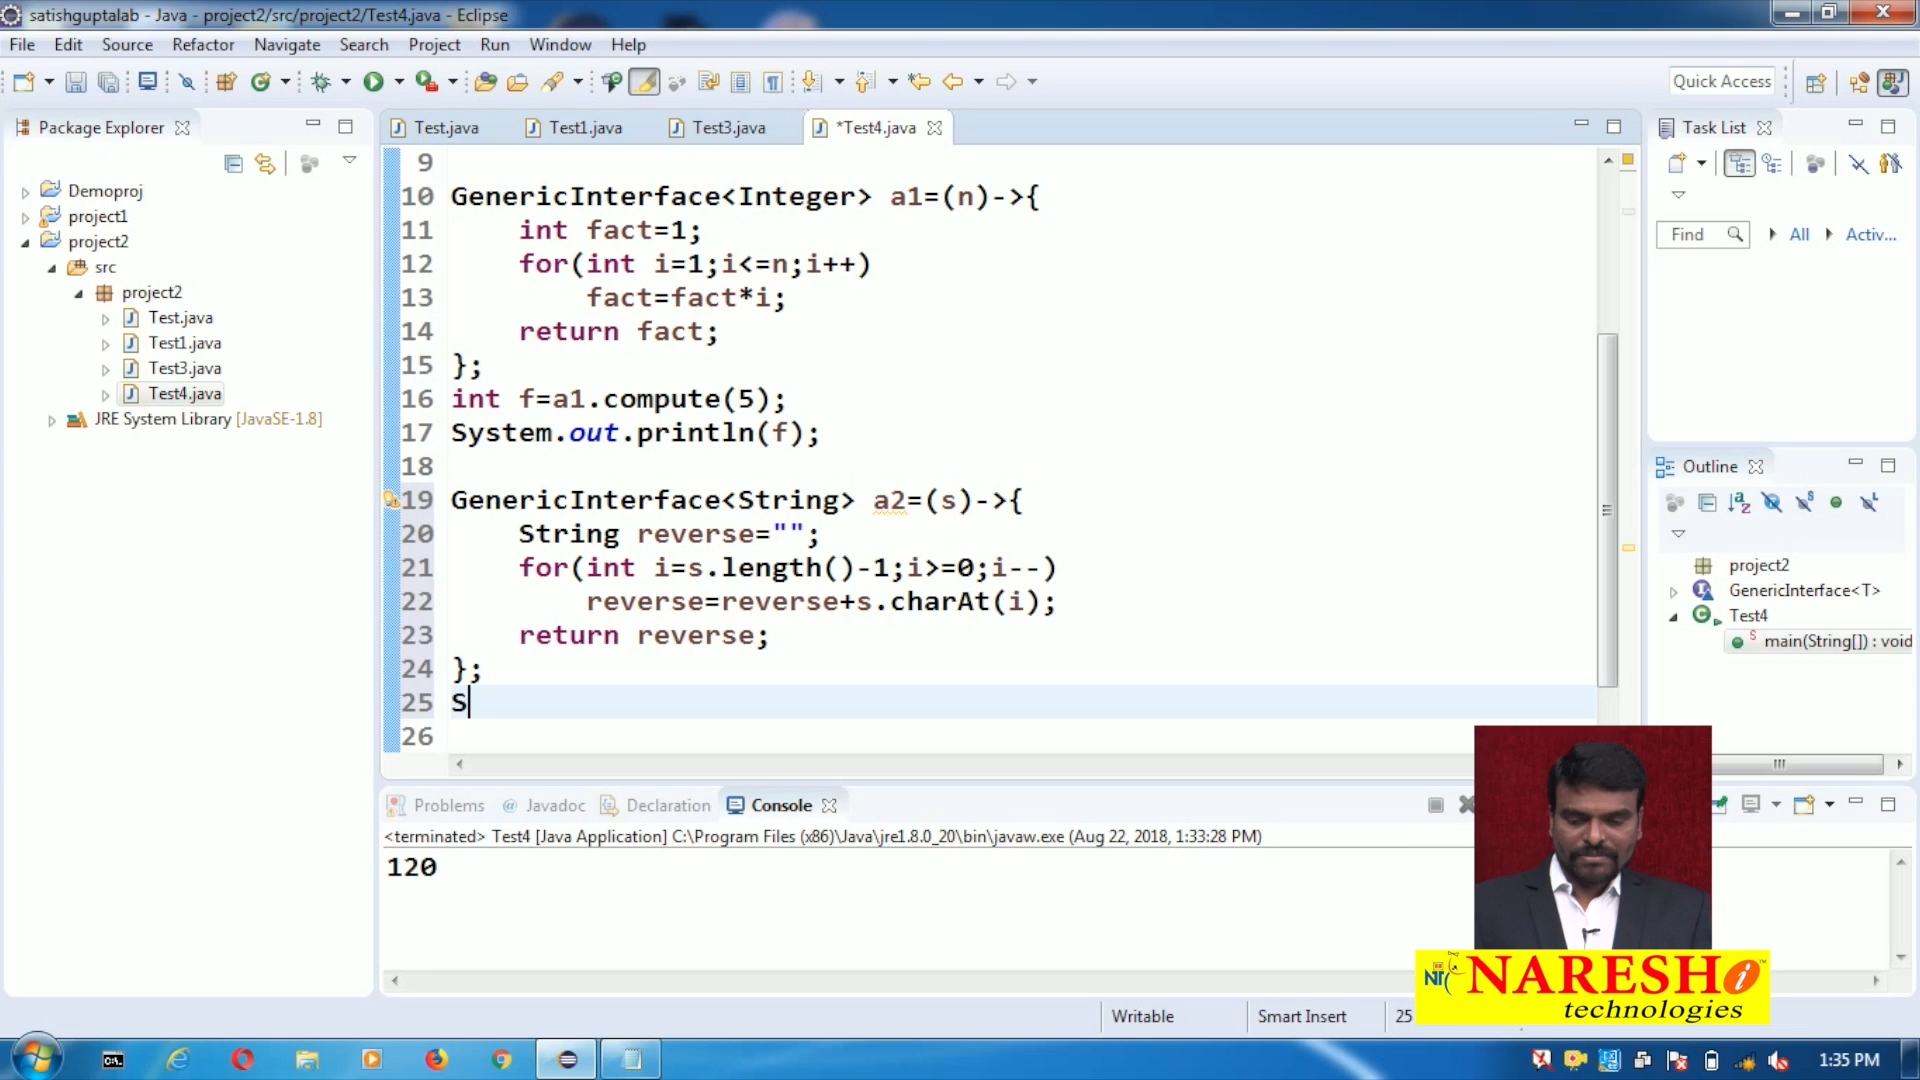 satishguptalab - Java - project2/src/project2/Test4.java - Eclipse
File Edit Source Refactor Navigate Search Project Run Window Help
Quick Access
Package Explorer
Demoproj
project1
project2
src
project2
Test.java
Test1.java
Test3.java
Test4.java
JRE System Library [JavaSE-1.8]
Test.java Test1.java Test3.java *Test4.java
9
10 GenericInterface<Integer> a1=(n)->{
11 int fact=1;
12 for(int i=1;i<=n;i++)
13 fact=fact*i;
14 return fact;
15 };
16 int f=a1.compute(5);
17 System.out.println(f);
18
19 GenericInterface<String> a2=(s)->{
20 String reverse="";
21 for(int i=s.length()-1;i>=0;i--)
22 reverse=reverse+s.charAt(i);
23 return reverse;
24 };
25 S
26
Task List
Find All Activ...
Outline
project2
GenericInterface<T>
Test4
main(String[]) : void
Problems Javadoc Declaration Console
<terminated> Test4 [Java Application] C:\Program Files (x86)\Java\jre1.8.0_20\bin\javaw.exe (Aug 22, 2018, 1:33:28 PM)
120
NARESH i
technologies
Writable Smart Insert 25
1:35 PM